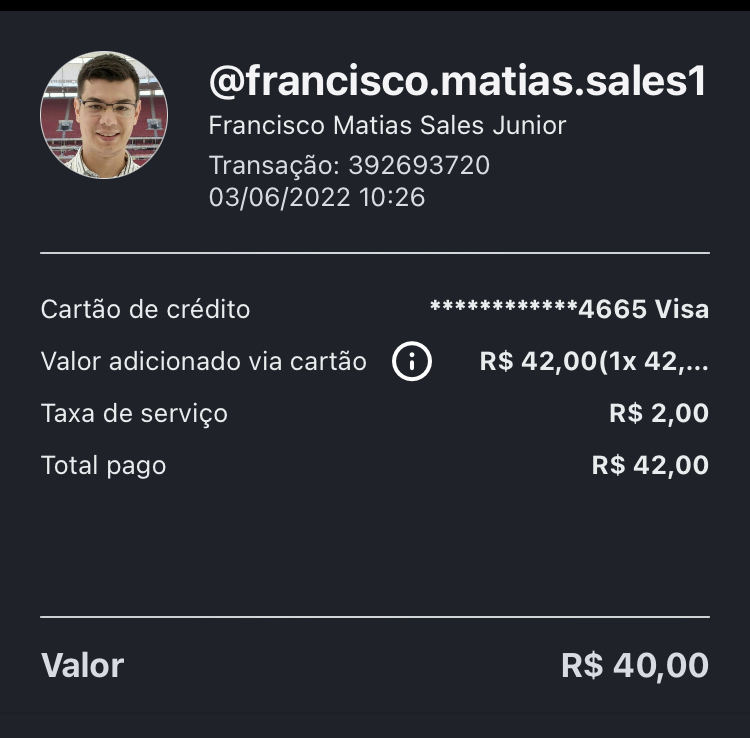 @francisco.matias.sales1
Francisco Matias Sales Junior
Transação: 392693720
03/06/2022 10:26
Cartão de crédito ************4665 Visa
Valor adicionado via cartão R$ 42,00(1x 42,...
Taxa de serviço R$ 2,00
Total pago R$ 42,00
Valor R$ 40,00